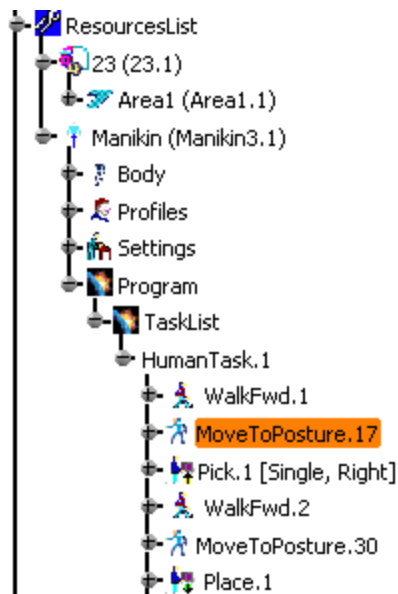 ResourcesList
23 (23.1)
Area1 (Area1.1)
Manikin (Manikin3.1)
Body
Profiles
Settings
Program
TaskList
HumanTask.1
WalkFwd.1
MoveToPosture.17
Pick.1 [Single, Right]
WalkFwd.2
MoveToPosture.30
Place.1